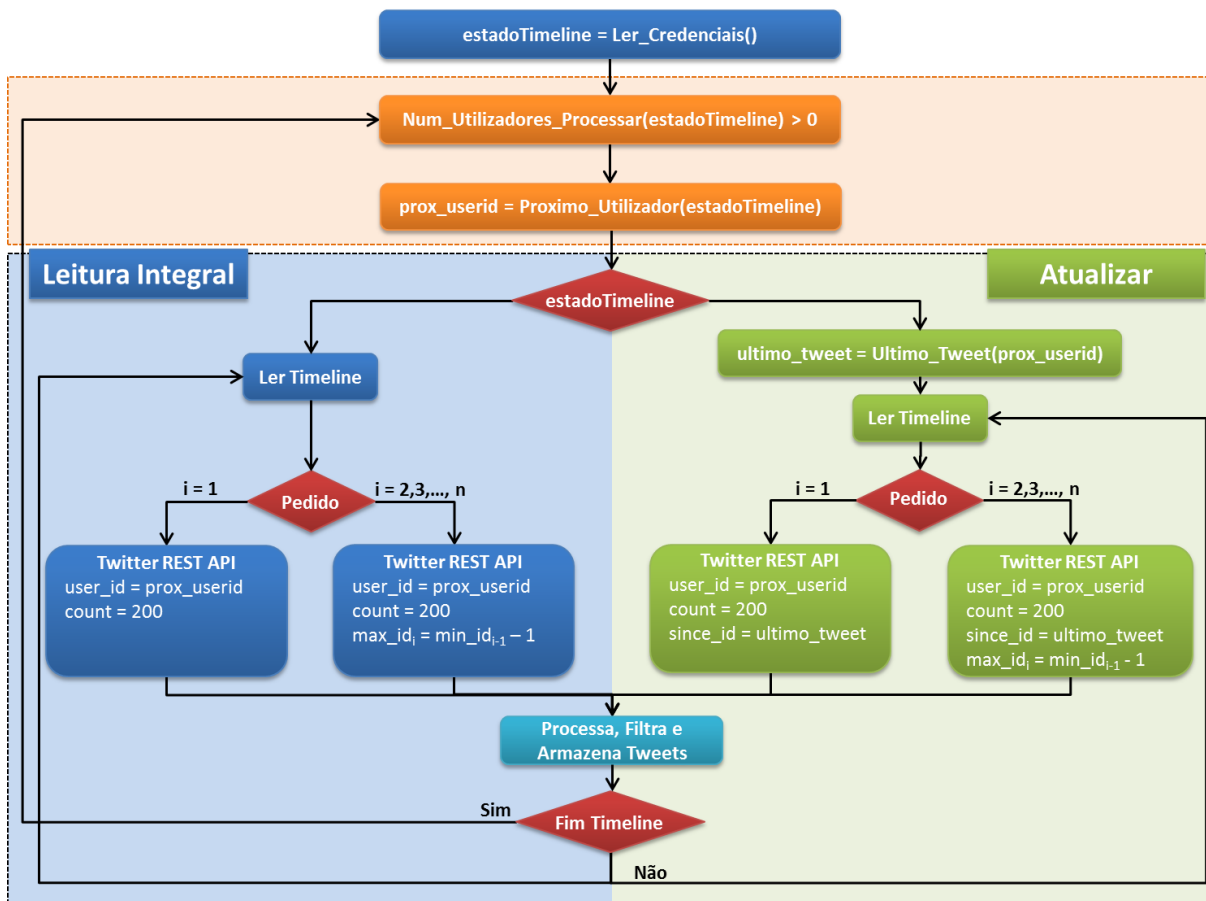 estadoTimeline = Ler_Credenciais()
Num_Utilizadores_Processar(estadoTimeline) > 0
prox_userid = Proximo_Utilizador(estadoTimeline)
Leitura Integral
Atualizar
estadoTimeline
ultimo_tweet = Ultimo_Tweet(prox_userid)
Ler Timeline
Ler Timeline
i = 1
Pedido
i = 2,3,..., n
i = 1
Pedido
i = 2,3,..., n
Twitter REST API
user_id = prox_userid
count = 200
Twitter REST API
user_id = prox_userid
count = 200
max_idᵢ = min_idᵢ₋₁ – 1
Twitter REST API
user_id = prox_userid
count = 200
since_id = ultimo_tweet
Twitter REST API
user_id = prox_userid
count = 200
since_id = ultimo_tweet
max_idᵢ = min_idᵢ₋₁ - 1
Processa, Filtra e
Armazena Tweets
Sim
Fim Timeline
Não